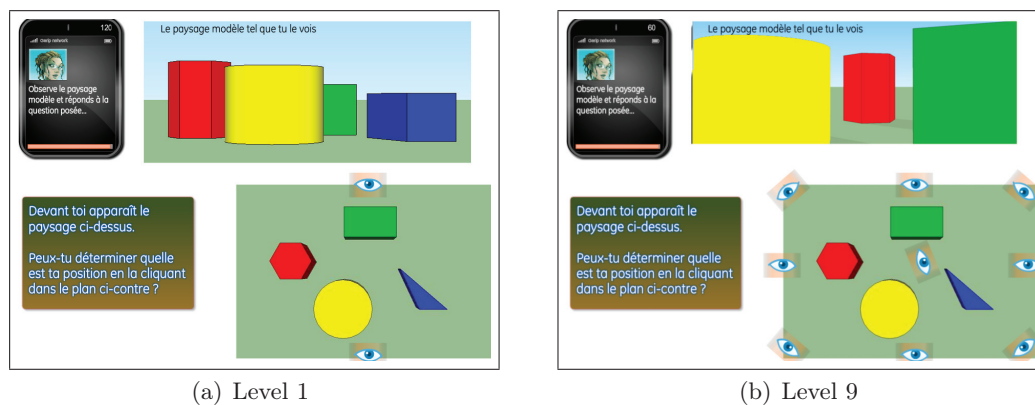 120
Osirip network
Le paysage modèle tel que tu le vois
Observe le paysage
modèle et réponds à la
question posée...
Devant toi apparaît le
paysage ci-dessus.
Peux-tu déterminer quelle
est ta position en la cliquant
dans le plan ci-contre ?
(a) Level 1
60
Osirip network
Le paysage modèle tel que tu le vois
Observe le paysage
modèle et réponds à la
question posée...
Devant toi apparaît le
paysage ci-dessus.
Peux-tu déterminer quelle
est ta position en la cliquant
dans le plan ci-contre ?
(b) Level 9